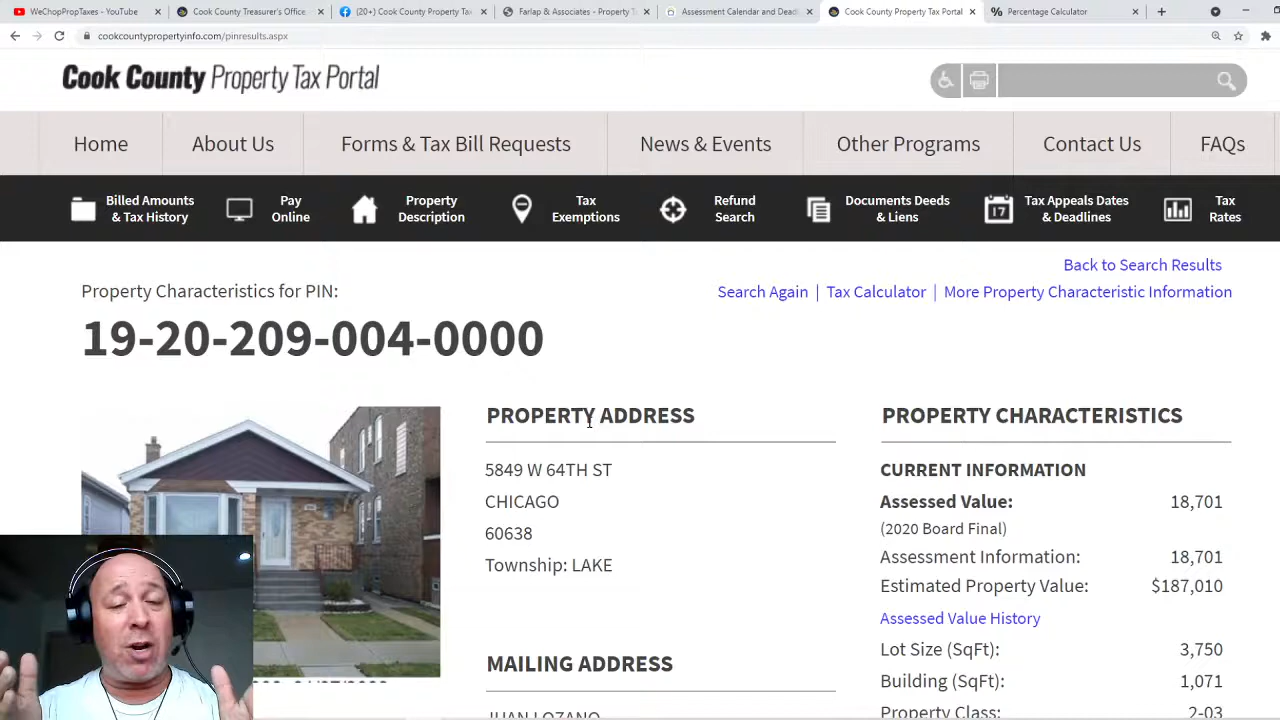 WeChopPropTaxes - YouTube
Cook County Treasurer's Office
(20+) Cook County Property Tax
Farlap & Associates - Property T
Assessment Calendar and Deadl
Cook County Property Tax Portal
Percentage Calculator
cookcountypropertyinfo.com/pinresults.aspx
Cook County Property Tax Portal
Home
About Us
Forms & Tax Bill Requests
News & Events
Other Programs
Contact Us
FAQs
Billed Amounts
& Tax History
Pay
Online
Property
Description
Tax
Exemptions
Refund
Search
Documents Deeds
& Liens
17
Tax Appeals Dates
& Deadlines
Tax
Rates
Back to Search Results
Property Characteristics for PIN:
Search Again | Tax Calculator | More Property Characteristic Information
19-20-209-004-0000
PROPERTY ADDRESS
5849 W 64TH ST
CHICAGO
60638
Township: LAKE
MAILING ADDRESS
JUAN LOZANO
PROPERTY CHARACTERISTICS
CURRENT INFORMATION
Assessed Value: 18,701
(2020 Board Final)
Assessment Information: 18,701
Estimated Property Value: $187,010
Assessed Value History
Lot Size (SqFt): 3,750
Building (SqFt): 1,071
Property Class: 2-03